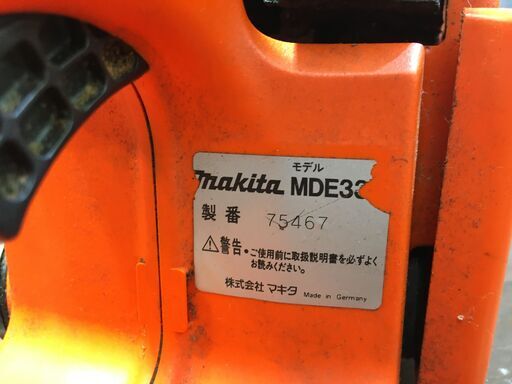 モデル
makita MDE33
製番 75467
⚠警告・ご使用前に取扱説明書を必ずよく
お読みください。
株式会社 マキタ Made in Germany